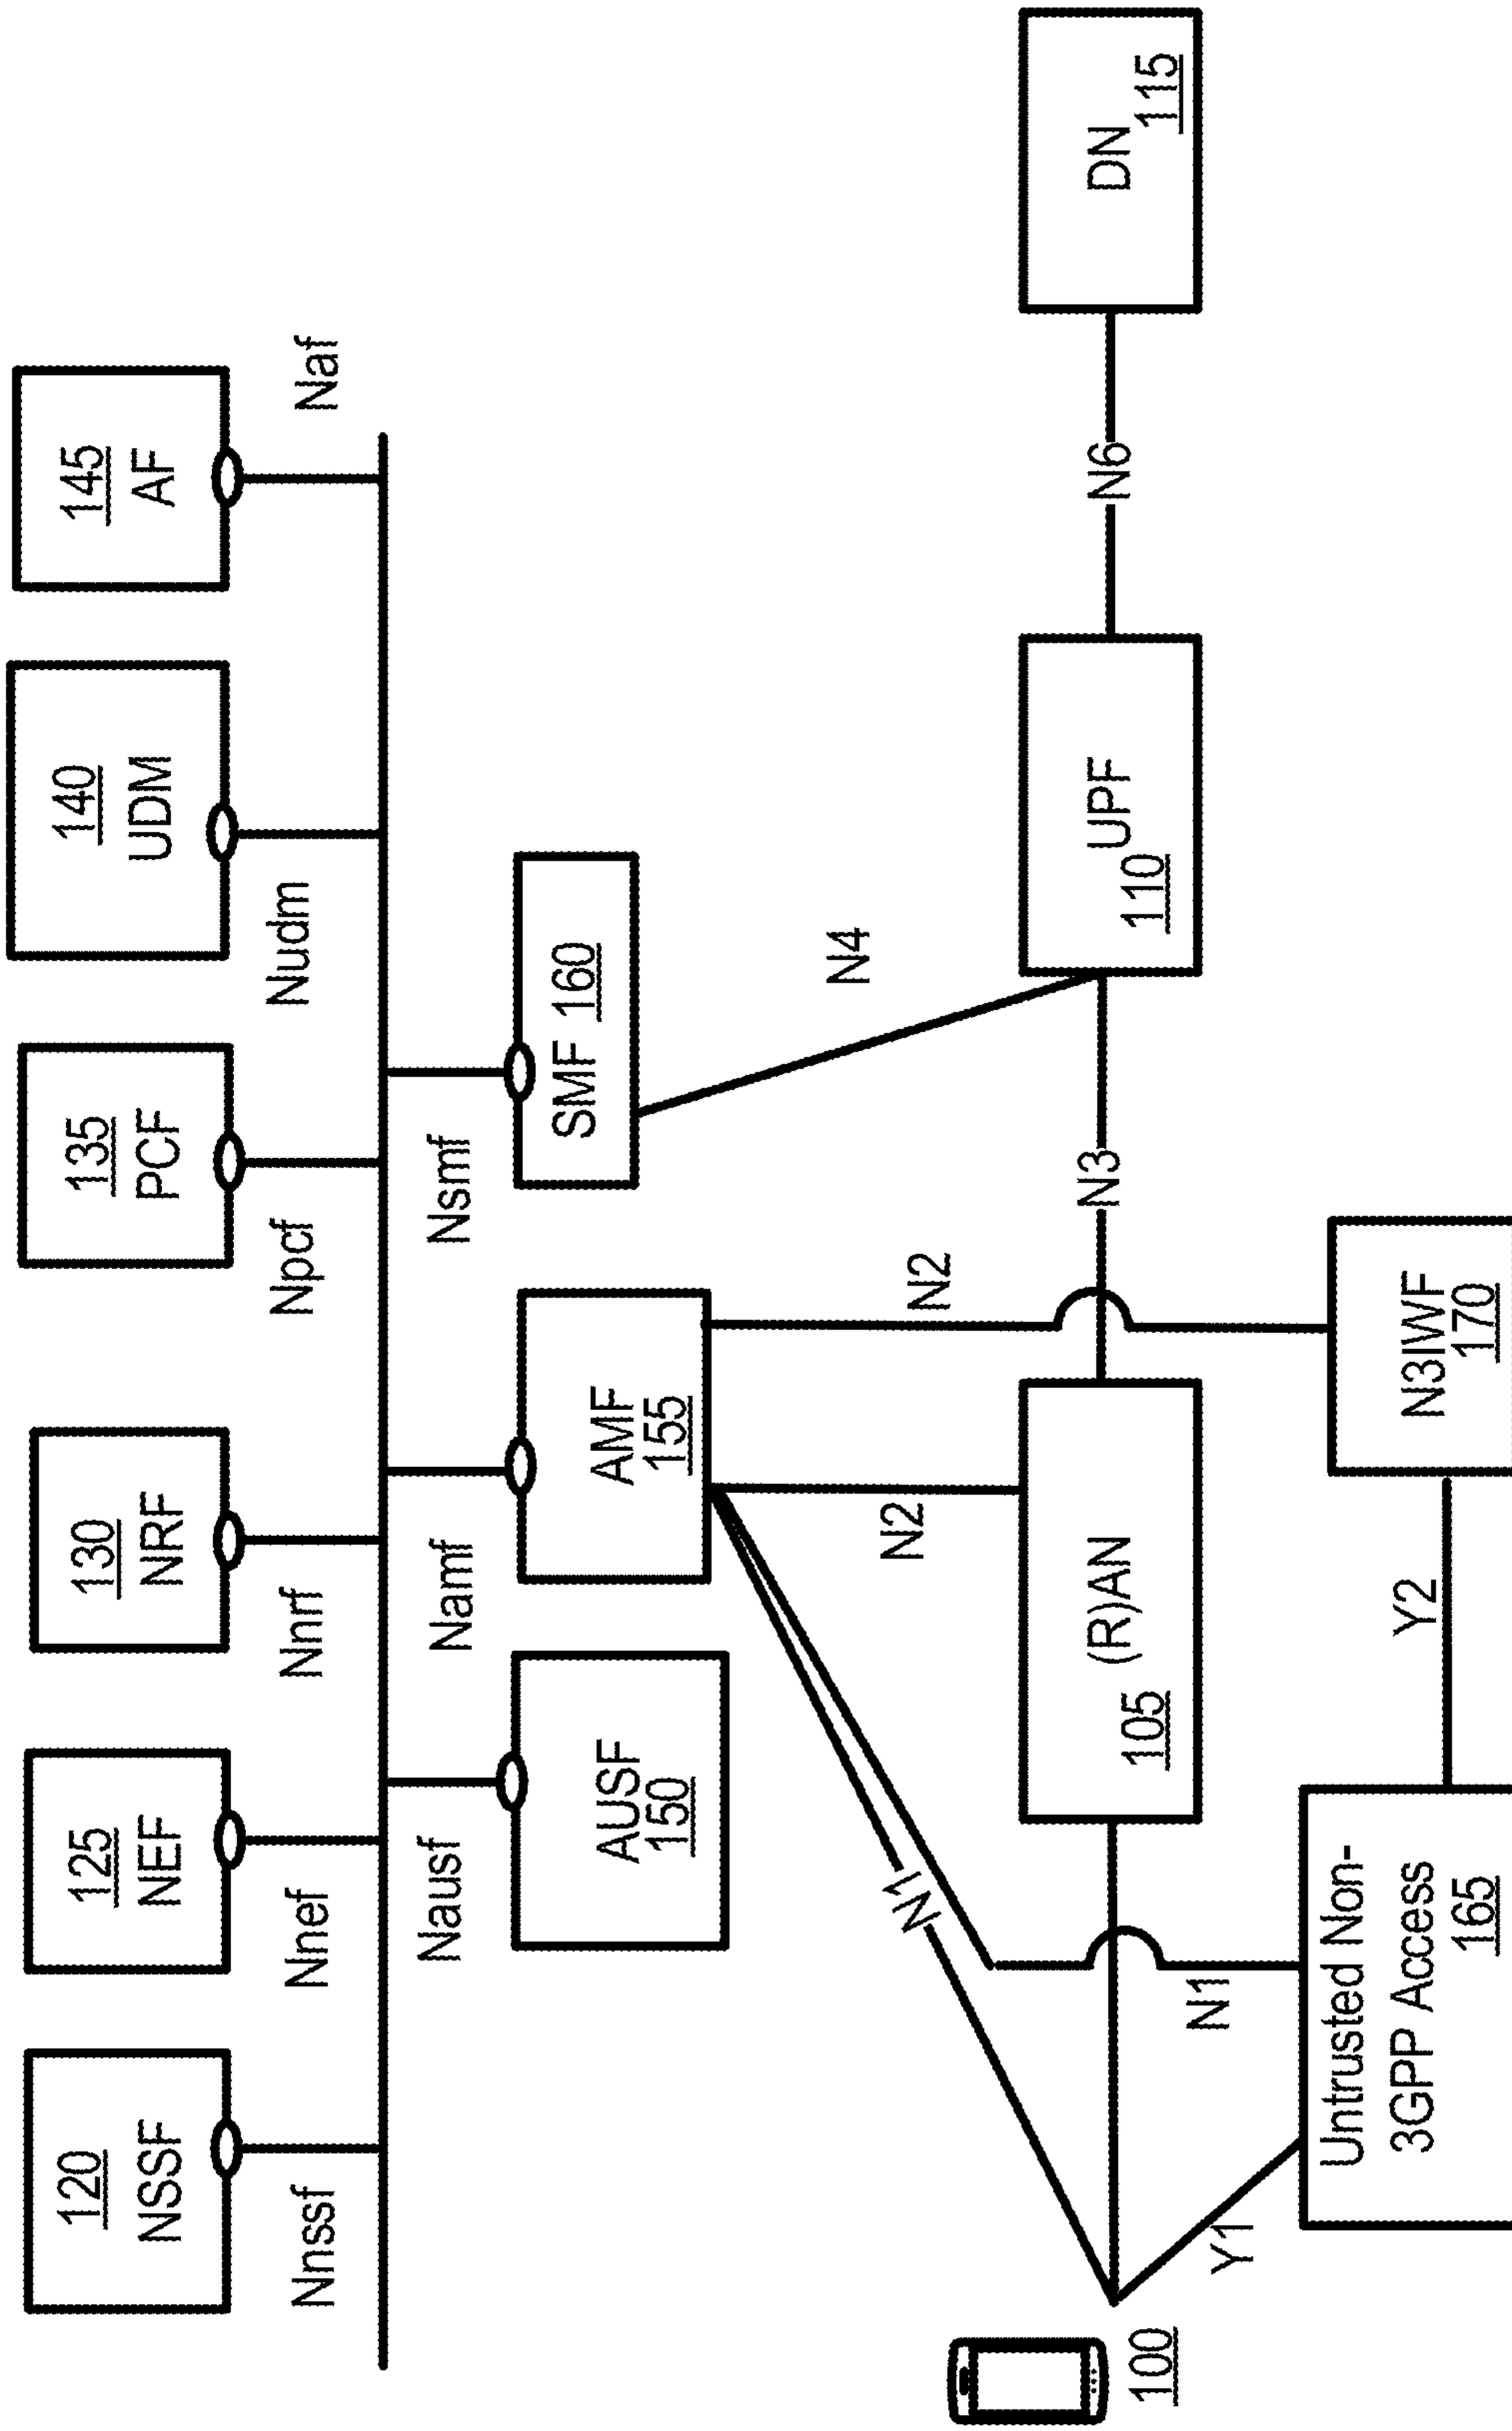 120
NSSF
125
NEF
130
NRF
135
PCF
140
UDM
145
AF
Nnssf
Nnef
Nnrf
Npcf
Nudm
Naf
Nausf
Namf
Nsmf
AUSF
150
AMF
155
SMF 160
N1
N2
N2
N4
100
(R)AN
105
N3
UPF
110
N6
DN
115
Y1
N1
Untrusted Non-
3GPP Access
165
Y2
N3IWF
170